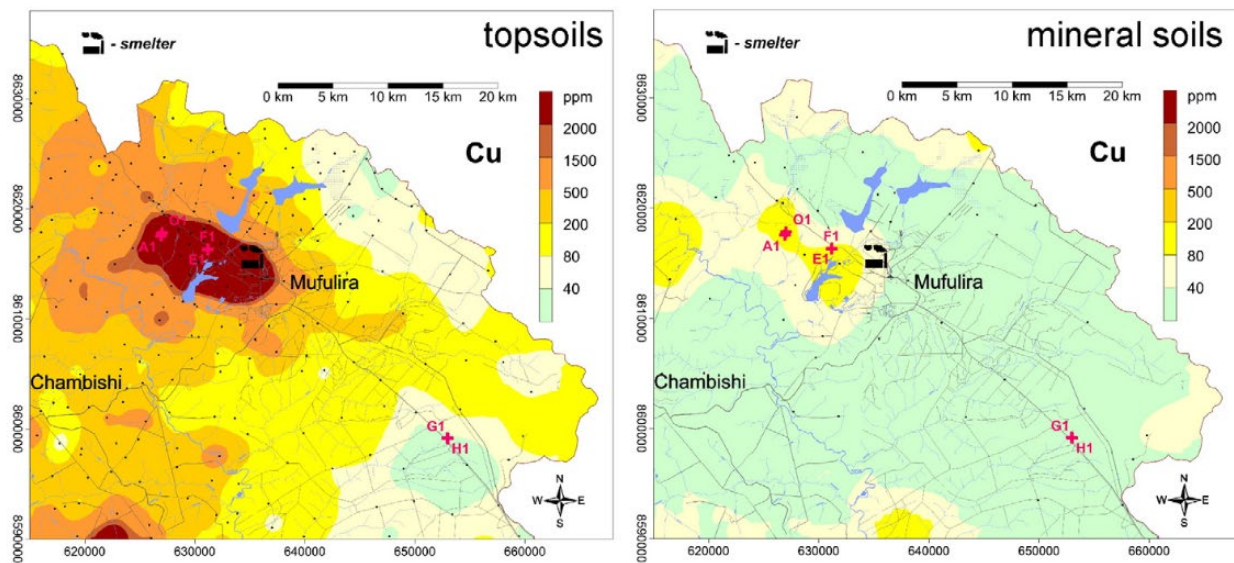 - smelter
topsoils
0 km 5 km 10 km 15 km 20 km
ppm
2000
1500
500
200
80
40
Cu
O1
A1
F1
E1
Mufulira
Chambishi
G1
H1
N
W E
S
8630000
8620000
8610000
8600000
8590000
620000 630000 640000 650000 660000
- smelter
mineral soils
0 km 5 km 10 km 15 km 20 km
ppm
2000
1500
500
200
80
40
Cu
O1
A1
F1
E1
Mufulira
Chambishi
G1
H1
N
W E
S
8630000
8620000
8610000
8600000
8590000
620000 630000 640000 650000 660000